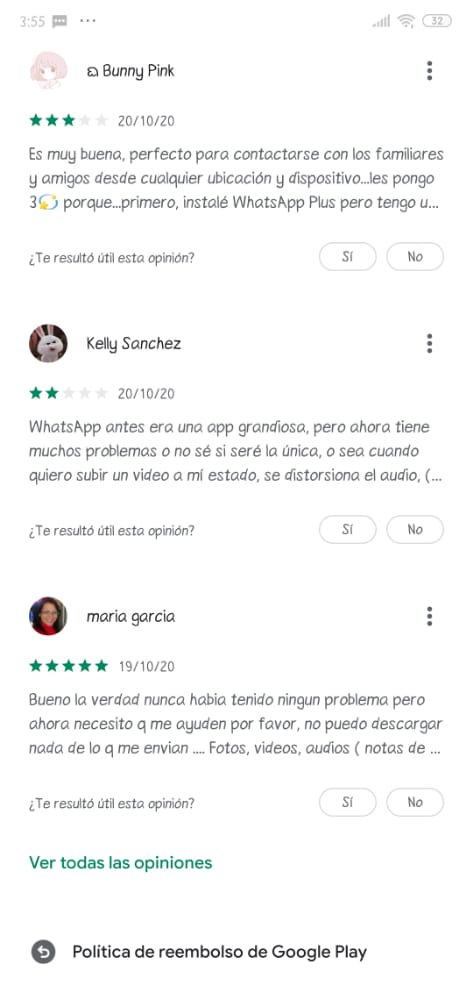 3:55 ... 32
ᘏ Bunny Pink
20/10/20
Es muy buena, perfecto para contactarse con los familiares
y amigos desde cualquier ubicación y dispositivo...les pongo
3💫 porque...primero, instalé WhatsApp Plus pero tengo u...
¿Te resultó útil esta opinión? Sí No
Kelly Sanchez
20/10/20
WhatsApp antes era una app grandiosa, pero ahora tiene
muchos problemas o no sé si seré la única, o sea cuando
quiero subir un video a mí estado, se distorsiona el audio, (...
¿Te resultó útil esta opinión? Sí No
maria garcia
19/10/20
Bueno la verdad nunca habia tenido ningun problema pero
ahora necesito q me ayuden por favor, no puedo descargar
nada de lo q me envian .... Fotos, videos, audios ( notas de ...
¿Te resultó útil esta opinión? Sí No
Ver todas las opiniones
Política de reembolso de Google Play